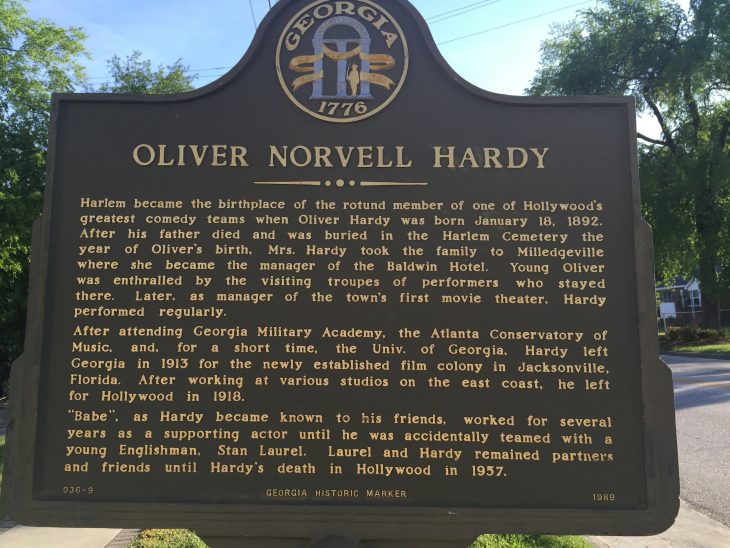 GEORGIA
1776
OLIVER NORVELL HARDY
Harlem became the birthplace of the rotund member of one of Hollywood's
greatest comedy teams when Oliver Hardy was born January 18, 1892.
After his father died and was buried in the Harlem Cemetery the
year of Oliver's birth, Mrs. Hardy took the family to Milledgeville
where she became the manager of the Baldwin Hotel. Young Oliver
was enthralled by the visiting troupes of performers who stayed
there. Later, as manager of the town's first movie theater, Hardy
performed regularly.
After attending Georgia Military Academy, the Atlanta Conservatory of
Music, and, for a short time, the Univ. of Georgia, Hardy left
Georgia in 1913 for the newly established film colony in Jacksonville,
Florida. After working at various studios on the east coast, he left
for Hollywood in 1918.
"Babe", as Hardy became known to his friends, worked for several
years as a supporting actor until he was accidentally teamed with a
young Englishman, Stan Laurel. Laurel and Hardy remained partners
and friends until Hardy's death in Hollywood in 1957.
036-9 GEORGIA HISTORIC MARKER 1989